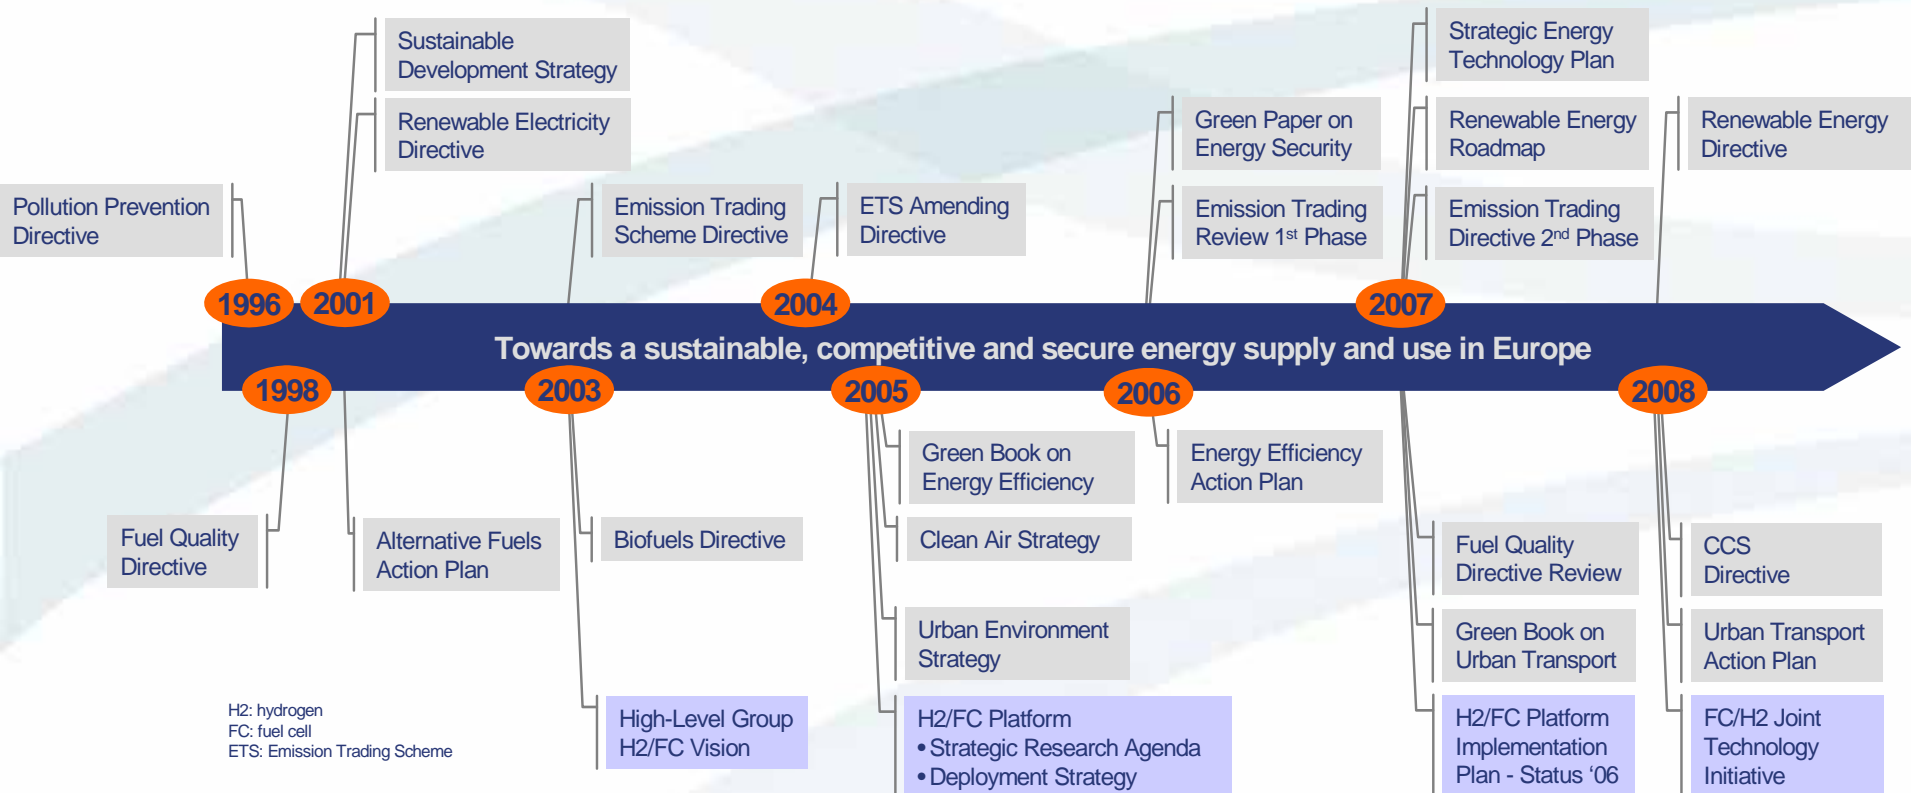 Sustainable
Development Strategy
Renewable Electricity
Directive
Pollution Prevention
Directive
Emission Trading
Scheme Directive
ETS Amending
Directive
Green Paper on
Energy Security
Emission Trading
Review 1st Phase
Strategic Energy
Technology Plan
Renewable Energy
Roadmap
Emission Trading
Directive 2nd Phase
Renewable Energy
Directive
1996
2001
2004
2007
Towards a sustainable, competitive and secure energy supply and use in Europe
1998
2003
2005
2006
2008
Fuel Quality
Directive
Alternative Fuels
Action Plan
Biofuels Directive
High-Level Group
H2/FC Vision
Green Book on
Energy Efficiency
Clean Air Strategy
Urban Environment
Strategy
H2/FC Platform
• Strategic Research Agenda
• Deployment Strategy
Energy Efficiency
Action Plan
Fuel Quality
Directive Review
Green Book on
Urban Transport
H2/FC Platform
Implementation
Plan - Status ‘06
CCS
Directive
Urban Transport
Action Plan
FC/H2 Joint
Technology
Initiative
H2: hydrogen
FC: fuel cell
ETS: Emission Trading Scheme